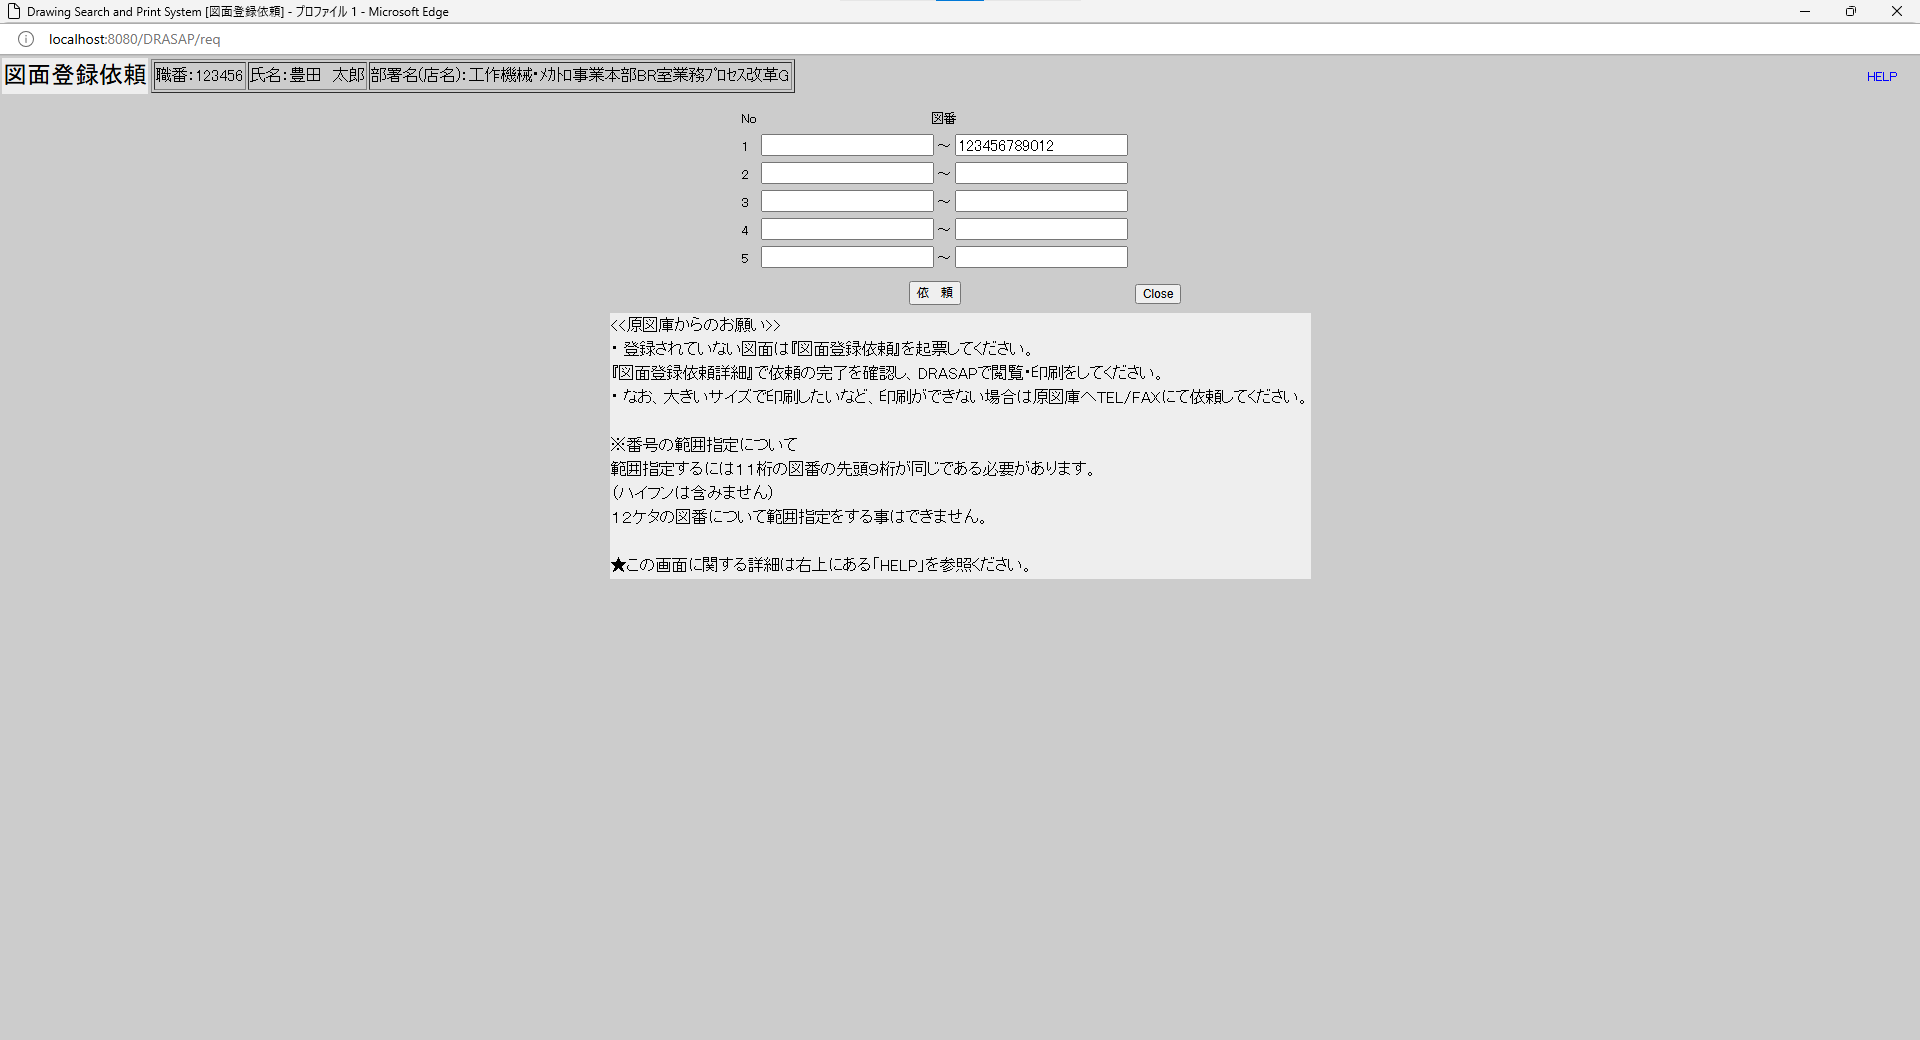 Drawing Search and Print System [図面登録依頼] - プロファイル 1 - Microsoft Edge
localhost:8080/DRASAP/req
図面登録依頼 職番：123456 氏名：豊田　太郎 部署名(店名)：工作機械・ﾒｶﾄﾛ事業本部BR室業務ﾌﾟﾛｾｽ改革G HELP
No 図番
1 ～ 123456789012
2 ～
3 ～
4 ～
5 ～
依　頼 Close
<<原図庫からのお願い>>
・ 登録されていない図面は『図面登録依頼』を起票してください。
『図面登録依頼詳細』で依頼の完了を確認し、DRASAPで閲覧・印刷をしてください。
・ なお、大きいサイズで印刷したいなど、印刷ができない場合は原図庫へTEL/FAXにて依頼してください。
※番号の範囲指定について
範囲指定するには１１桁の図番の先頭９桁が同じである必要があります。
（ハイフンは含みません）
１２ケタの図番について範囲指定をする事はできません。
★この画面に関する詳細は右上にある「HELP」を参照ください。